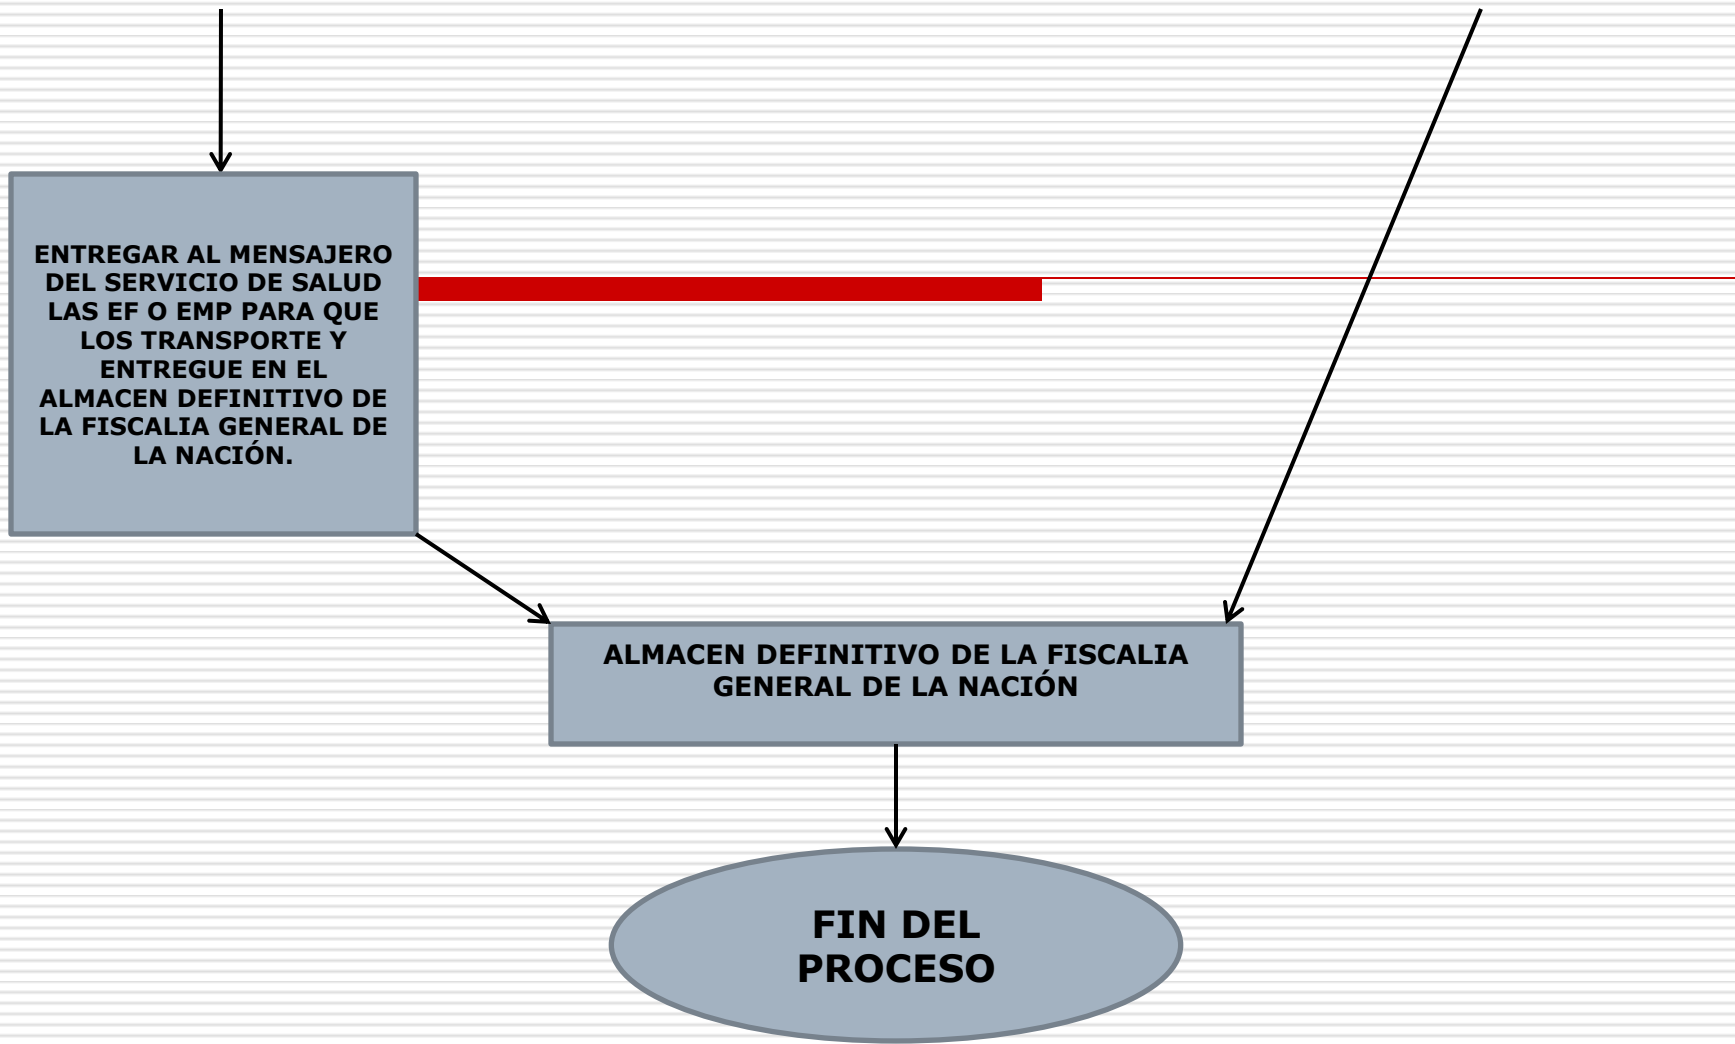 ENTREGAR AL MENSAJERO
DEL SERVICIO DE SALUD
LAS EF O EMP PARA QUE
LOS TRANSPORTE Y
ENTREGUE EN EL
ALMACEN DEFINITIVO DE
LA FISCALIA GENERAL DE
LA NACIÓN.
ALMACEN DEFINITIVO DE LA FISCALIA
GENERAL DE LA NACIÓN
FIN DEL
PROCESO